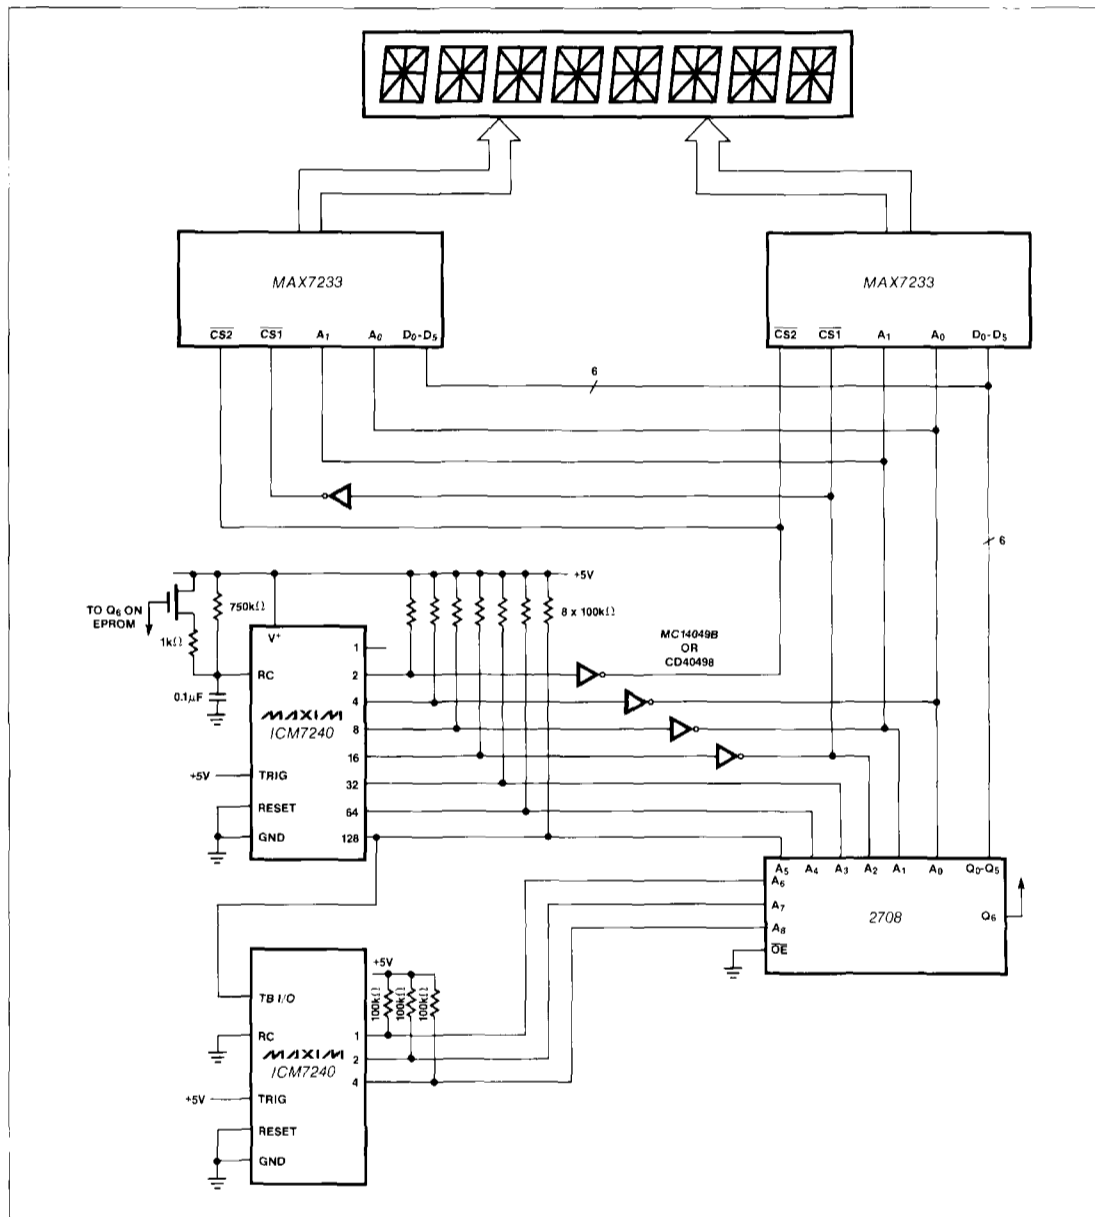 MAX7233
CS2 CS1 A1 A0 D0-D5
MAX7233
CS2 CS1 A1 A0 D0-D5
6
6
+5V
TO Q6 ON
EPROM
750kΩ
8 x 100kΩ
1kΩ
V+
MC14049B
OR
CD40498
RC
0.1μF
MAXIM
ICM7240
+5V
TRIG
RESET
GND
1
2
4
8
16
32
64
128
A5 A4 A3 A2 A1 A0 Q0-Q5
A6
A7
A8
OE
2708
Q6
+5V
100kΩ
100kΩ
100kΩ
TB I/O
RC
MAXIM
ICM7240
+5V
TRIG
RESET
GND
1
2
4